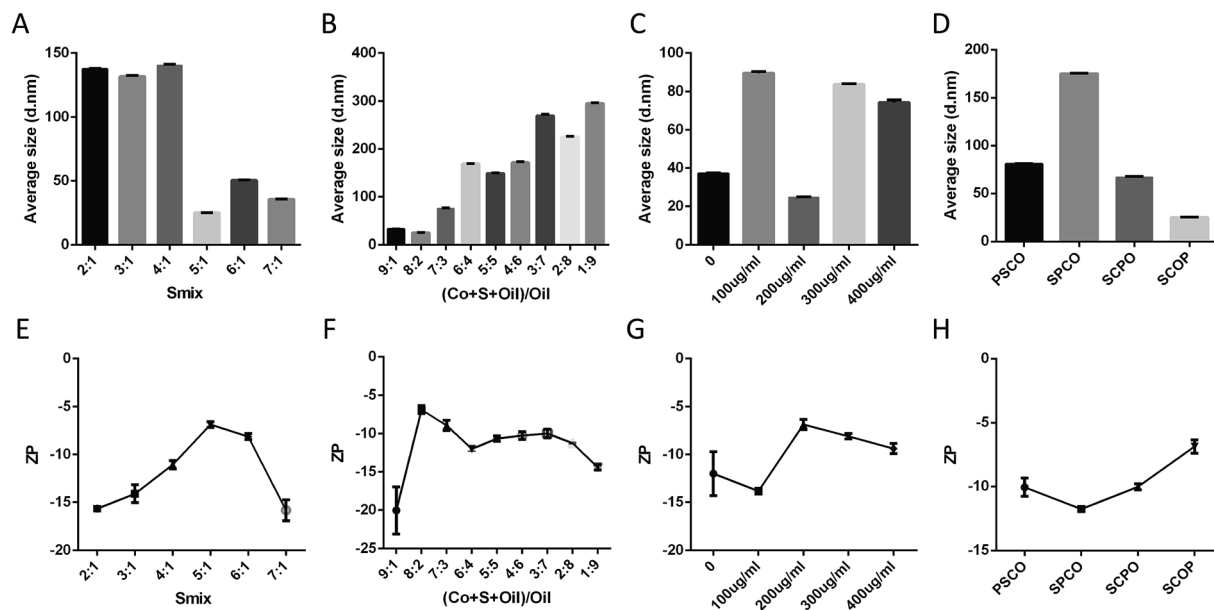 A
Average size (d.nm)
150
100
50
0
2:1
3:1
4:1
5:1
6:1
7:1
Smix
B
Average size (d.nm)
400
300
200
100
0
9:1
8:2
7:3
6:4
5:5
4:6
3:7
2:8
1:9
(Co+S+Oil)/Oil
C
Average size (d.nm)
100
80
60
40
20
0
0
100ug/ml
200ug/ml
300ug/ml
400ug/ml
D
Average size (d.nm)
200
150
100
50
0
PSCO
SPCO
SCPO
SCOP
E
ZP
0
-5
-10
-15
-20
2:1
3:1
4:1
5:1
6:1
7:1
Smix
F
ZP
0
-5
-10
-15
-20
-25
9:1
8:2
7:3
6:4
5:5
4:6
3:7
2:8
1:9
(Co+S+Oil)/Oil
G
ZP
0
-5
-10
-15
-20
0
100ug/ml
200ug/ml
300ug/ml
400ug/ml
H
ZP
0
-5
-10
-15
PSCO
SPCO
SCPO
SCOP